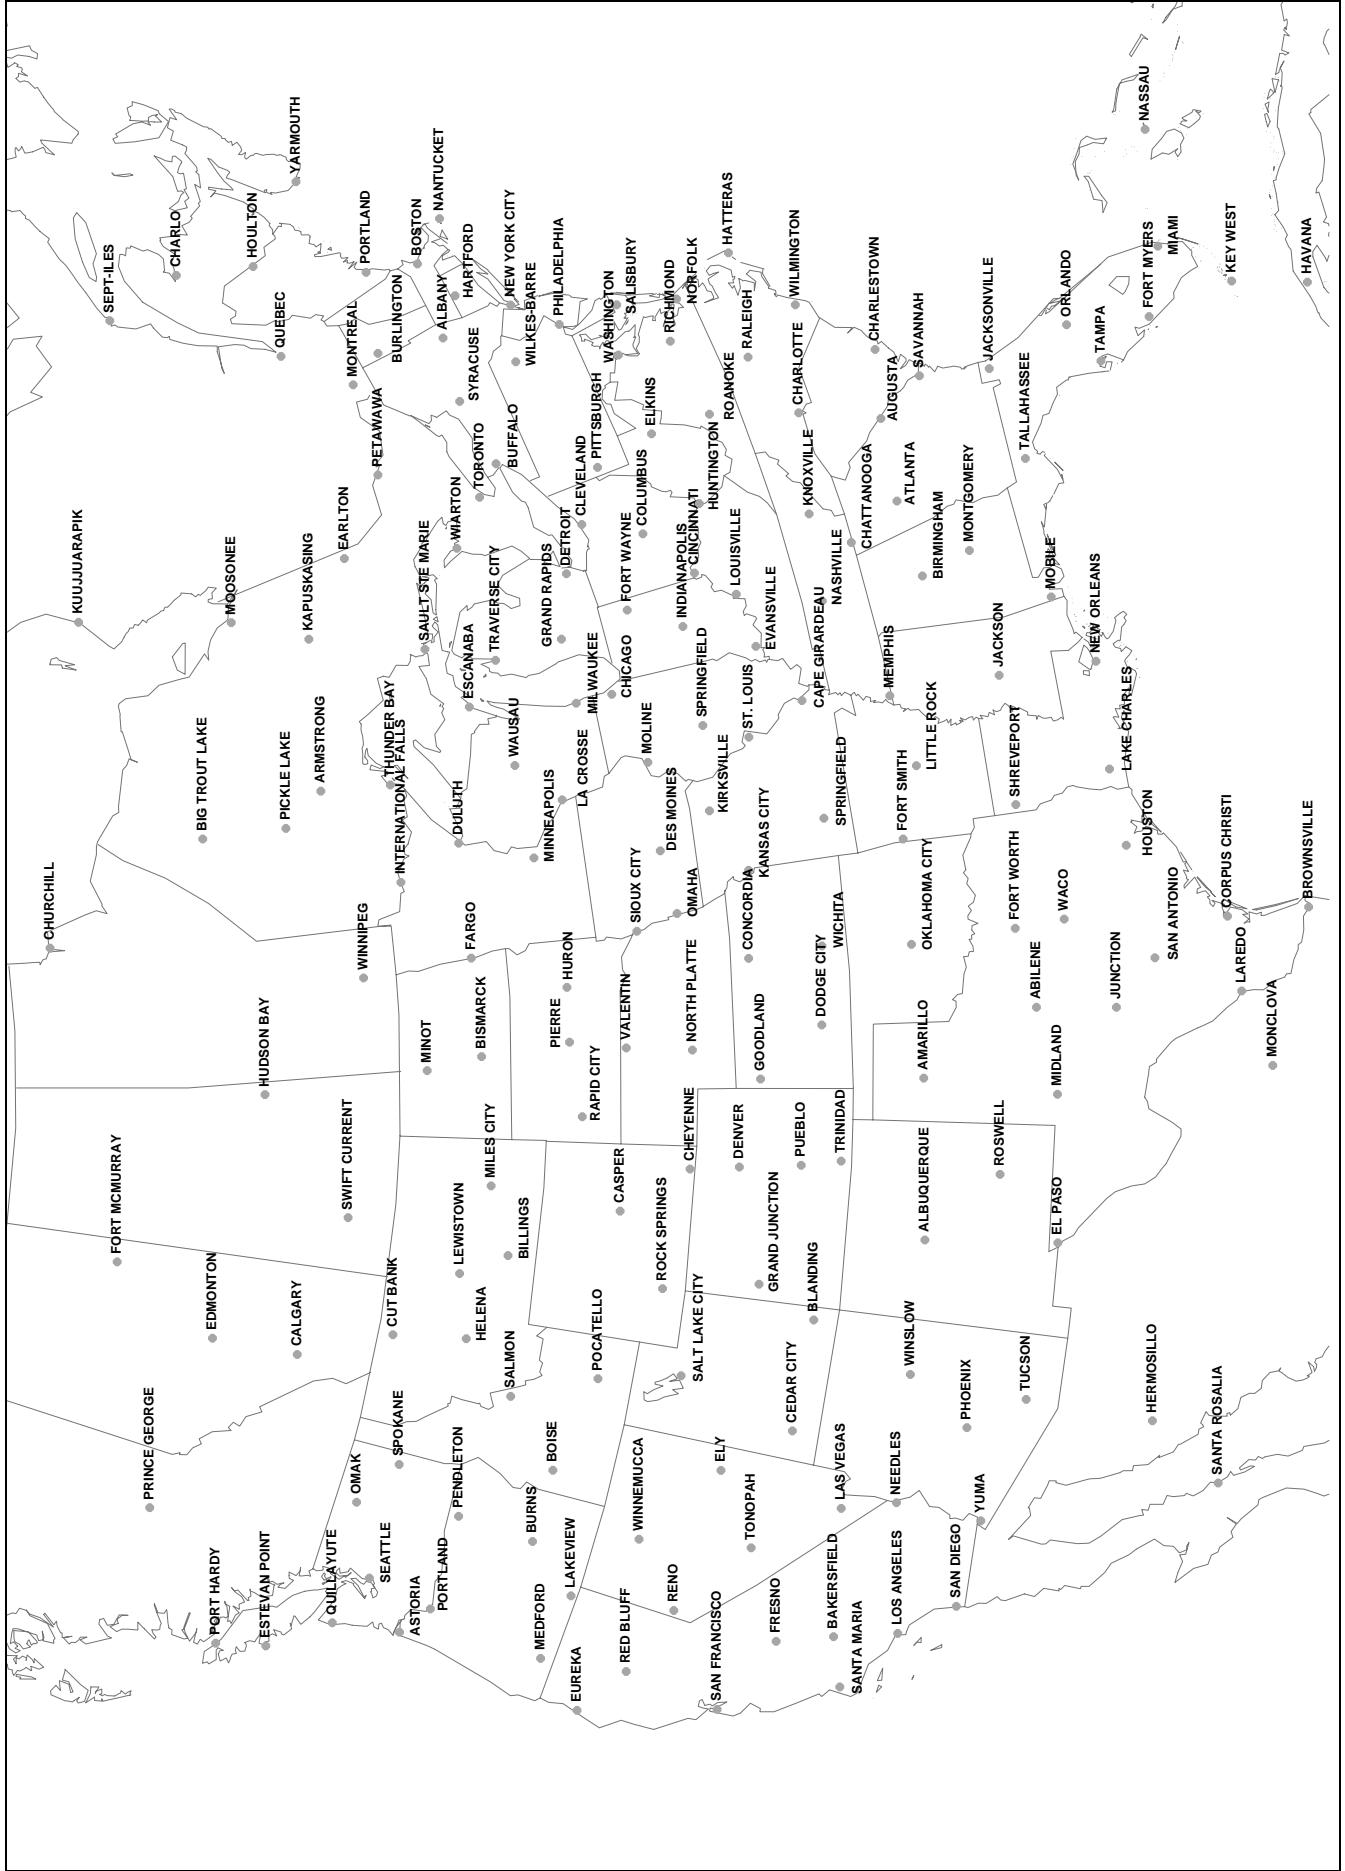 CHURCHILL
KUUJUARAPIK
SEPT-ILES
FORT MCMURRAY
PRINCE GEORGE
CHARLO
BIG TROUT LAKE
EDMONTON
PORT HARDY
MOOSONEE
HOULTON
HUDSON BAY
ESTEVAN POINT
QUEBEC
PICKLE LAKE
YARMOUTH
CALGARY
KAPUSKASING
ARMSTRONG
QUILLAYUTE
EARLTON
MONTREAL
SWIFT CURRENT
OMAK
WINNIPEG
PORTLAND
PETAWAWA
SEATTLE
THUNDER BAY
BURLINGTON
CUT BANK
SPOKANE
INTERNATIONAL FALLS
ASTORIA
BOSTON
SAULT STE MARIE
MINOT
NANTUCKET
PORTLAND
ALBANY
WIARTON
LEWISTOWN
PENDLETON
DULUTH
HARTFORD
SYRACUSE
ESCANABA
FARGO
HELENA
TORONTO
BISMARCK
MILES CITY
TRAVERSE CITY
BUFFALO
NEW YORK CITY
WAUSAU
BILLINGS
SALMON
WILKES-BARRE
BURNS
MINNEAPOLIS
MEDFORD
BOISE
PHILADELPHIA
GRAND RAPIDS
DETROIT
LA CROSSE
HURON
PIERRE
LAKEVIEW
EUREKA
MILWAUKEE
CLEVELAND
RAPID CITY
PITTSBURGH
POCATELLO
WASHINGTON
SALISBURY
CHICAGO
CASPER
FORT WAYNE
VALENTIN
RED BLUFF
SIOUX CITY
WINNEMUCCA
COLUMBUS
MOLINE
ELKINS
DES MOINES
ROCK SPRINGS
RICHMOND
NORFOLK
RENO
OMAHA
INDIANAPOLIS
SALT LAKE CITY
CHEYENNE
NORTH PLATTE
CINCINNATI
HUNTINGTON
SPRINGFIELD
KIRKSVILLE
ROANOKE
SAN FRANCISCO
ELY
HATTERAS
LOUISVILLE
DENVER
RALEIGH
ST. LOUIS
KANSAS CITY
CONCORDIA
TONOPAH
EVANSVILLE
GOODLAND
GRAND JUNCTION
FRESNO
CEDAR CITY
WILMINGTON
CHARLOTTE
PUEBLO
KNOXVILLE
CAPE GIRARDEAU
BLANDING
NASHVILLE
DODGE CITY
WICHITA
SPRINGFIELD
BAKERSFIELD
TRINIDAD
LAS VEGAS
SANTA MARIA
CHATTANOOGA
CHARLESTOWN
AUGUSTA
MEMPHIS
NEEDLES
LOS ANGELES
ATLANTA
FORT SMITH
WINSLOW
SAVANNAH
LITTLE ROCK
OKLAHOMA CITY
AMARILLO
ALBUQUERQUE
BIRMINGHAM
SAN DIEGO
PHOENIX
MONTGOMERY
YUMA
JACKSONVILLE
JACKSON
ROSWELL
SHREVEPORT
FORT WORTH
TALLAHASSEE
TUCSON
ABILENE
MOBILE
EL PASO
MIDLAND
WACO
ORLANDO
NEW ORLEANS
TAMPA
JUNCTION
LAKE CHARLES
HOUSTON
NASSAU
FORT MYERS
HERMOSILLO
SAN ANTONIO
MIAMI
SANTA ROSALIA
CORPUS CHRISTI
KEY WEST
LAREDO
MONCLOVA
BROWNSVILLE
HAVANA